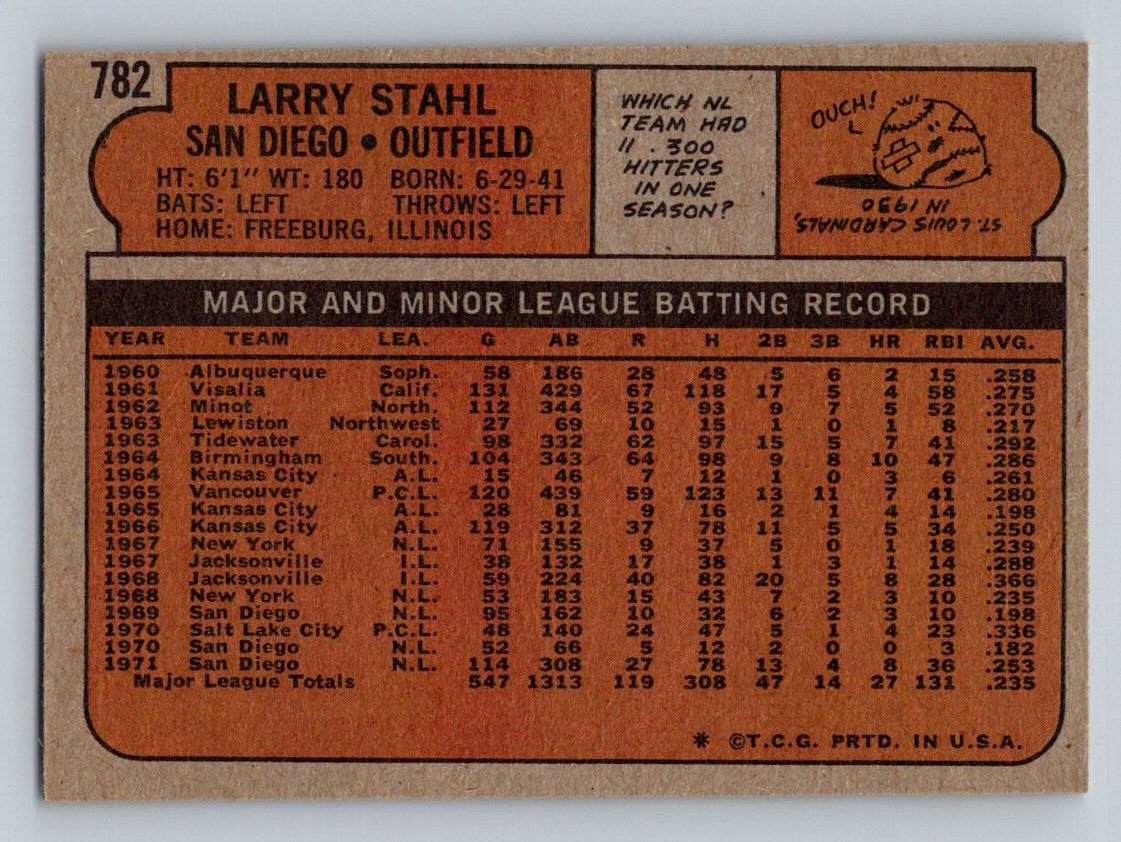 782
LARRY STAHL
SAN DIEGO • OUTFIELD
HT: 6'1" WT: 180 BORN: 6-29-41
BATS: LEFT THROWS: LEFT
HOME: FREEBURG, ILLINOIS
WHICH NL
TEAM HAD
11 .300
HITTERS
IN ONE
SEASON?
OUCH!
ST. LOUIS CARDINALS,
IN 1930
MAJOR AND MINOR LEAGUE BATTING RECORD
YEAR TEAM LEA. G AB R H 2B 3B HR RBI AVG.
1960 Albuquerque Soph. 58 186 28 48 5 6 2 15 .258
1961 Visalia Calif. 131 429 67 118 17 5 4 58 .275
1962 Minot North. 112 344 52 93 9 7 5 52 .270
1963 Lewiston Northwest 27 69 10 15 1 0 1 8 .217
1963 Tidewater Carol. 98 332 62 97 15 5 7 41 .292
1964 Birmingham South. 104 343 64 98 9 8 10 47 .286
1964 Kansas City A.L. 15 46 7 12 1 0 3 6 .261
1965 Vancouver P.C.L. 120 439 59 123 13 11 7 41 .280
1965 Kansas City A.L. 28 81 9 16 2 1 4 14 .198
1966 Kansas City A.L. 119 312 37 78 11 5 5 34 .250
1967 New York N.L. 71 155 9 37 5 0 1 18 .239
1967 Jacksonville I.L. 38 132 17 38 1 3 1 14 .288
1968 Jacksonville I.L. 59 224 40 82 20 5 8 28 .366
1968 New York N.L. 53 183 15 43 7 2 3 10 .235
1969 San Diego N.L. 95 162 10 32 6 2 3 10 .198
1970 Salt Lake City P.C.L. 48 140 24 47 5 1 4 23 .336
1970 San Diego N.L. 52 66 5 12 2 0 0 3 .182
1971 San Diego N.L. 114 308 27 78 13 4 8 36 .253
Major League Totals 547 1313 119 308 47 14 27 131 .235
* ©T.C.G. PRTD. IN U.S.A.